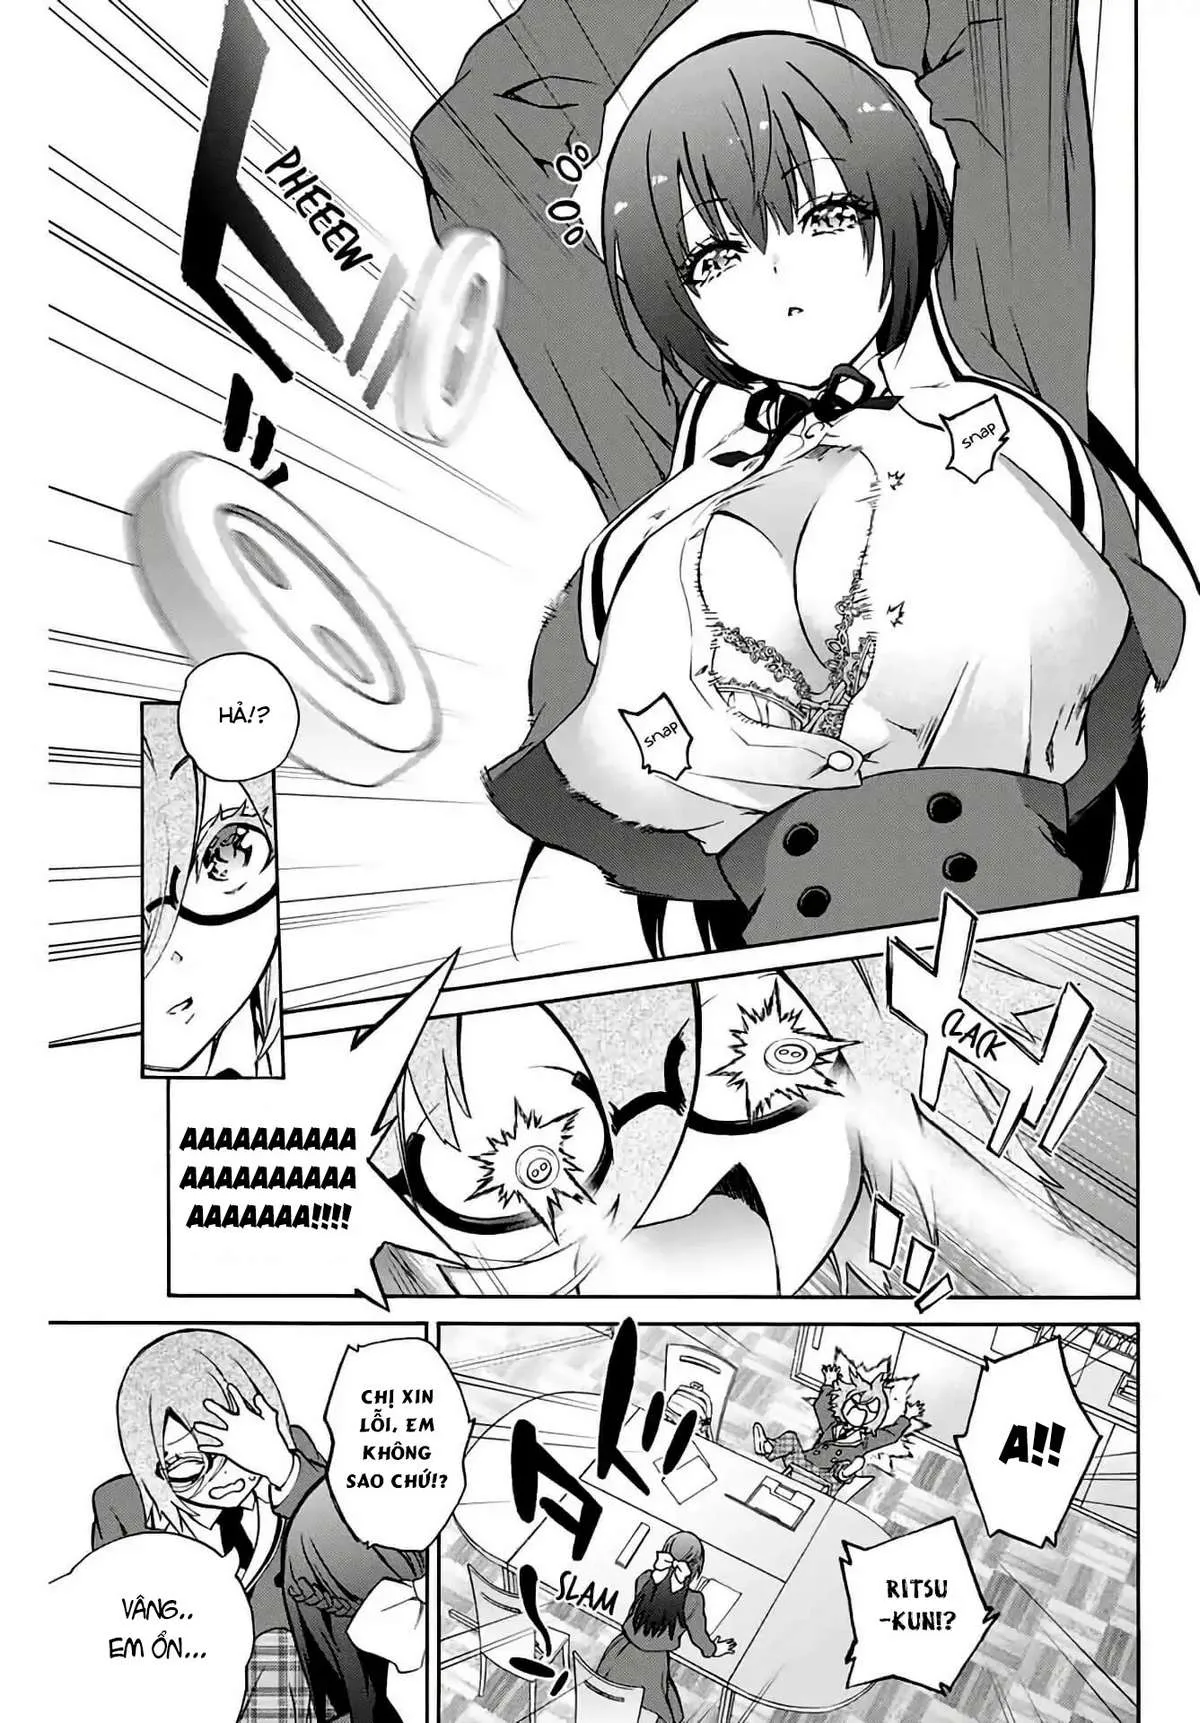 PHEEEW
snap
snap
HẢ!?
CLACK
AAAAAAAAAA
AAAAAAAAAA
AAAAAAA!!!!
A!!
RITSU
-KUN!?
SLAM
CHỊ XIN
LỖI, EM
KHÔNG
SAO CHỨ!?
VÂNG..
EM ỔN...